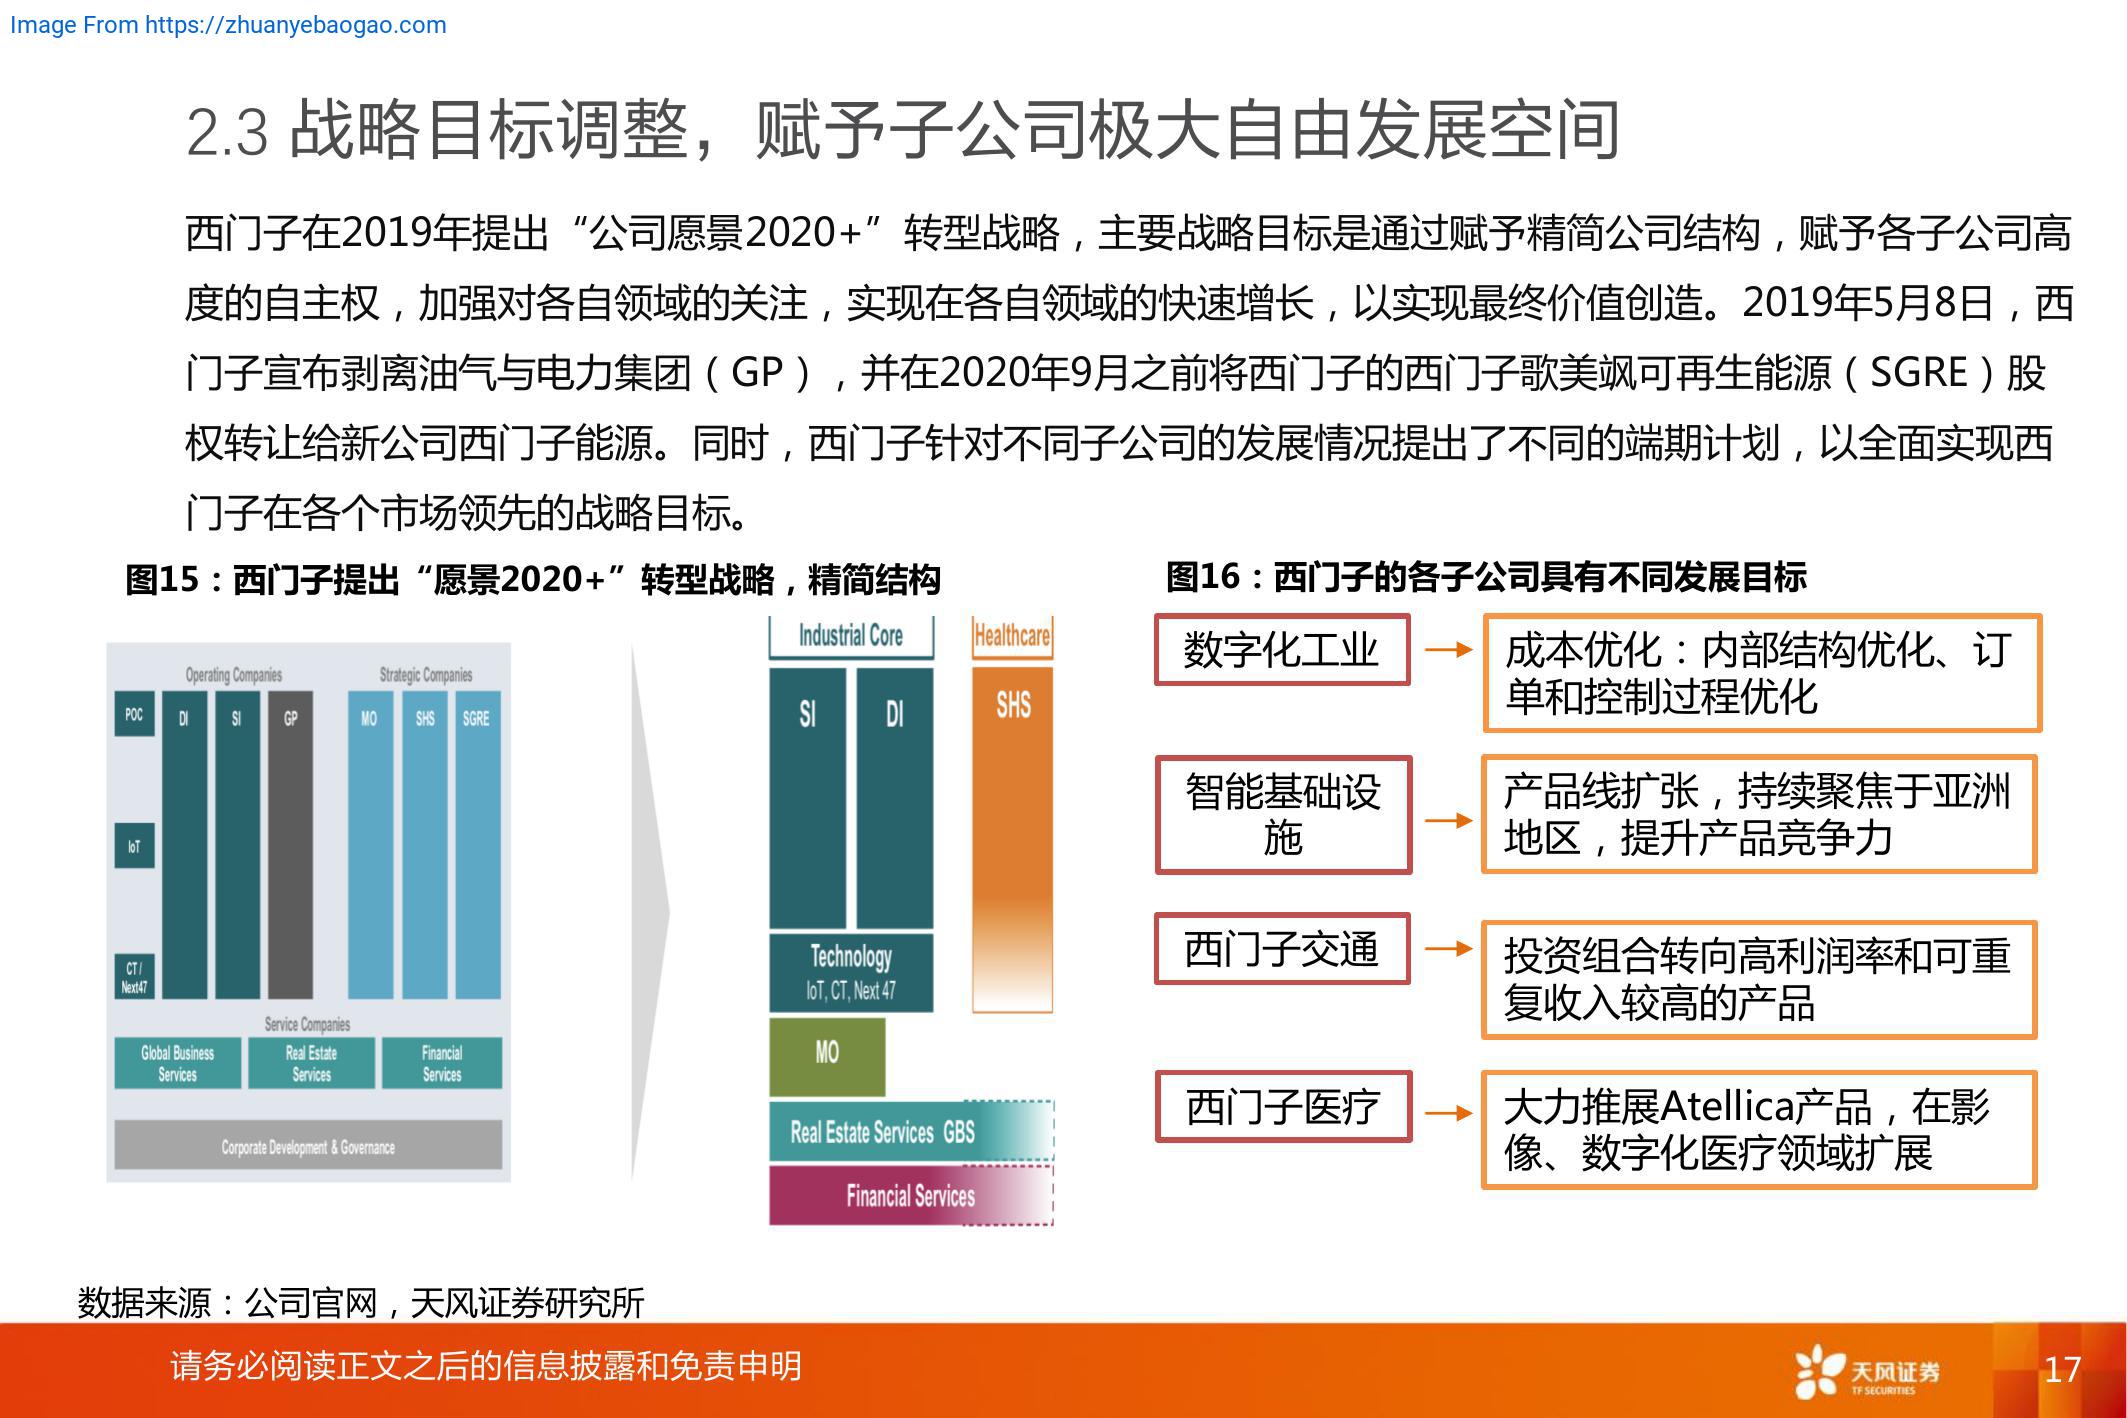 Image From https://zhuanyebaogao.com
2.3 战略目标调整，赋予子公司极大自由发展空间
西门子在2019年提出“公司愿景2020+”转型战略，主要战略目标是通过赋予精简公司结构，赋予各子公司高
度的自主权，加强对各自领域的关注，实现在各自领域的快速增长，以实现最终价值创造。2019年5月8日，西
门子宣布剥离油气与电力集团（GP），并在2020年9月之前将西门子的西门子歌美飒可再生能源（SGRE）股
权转让给新公司西门子能源。同时，西门子针对不同子公司的发展情况提出了不同的端期计划，以全面实现西
门子在各个市场领先的战略目标。
图15：西门子提出“愿景2020+”转型战略，精简结构
Operating Companies
Strategic Companies
POC
DI
SI
GP
MO
SHS
SGRE
IoT
CT /
Next47
Service Companies
Global Business
Services
Real Estate
Services
Financial
Services
Corporate Development & Governance
Industrial Core
Healthcare
SI
DI
SHS
Technology
IoT, CT, Next 47
MO
Real Estate Services GBS
Financial Services
图16：西门子的各子公司具有不同发展目标
数字化工业
成本优化：内部结构优化、订
单和控制过程优化
智能基础设
施
产品线扩张，持续聚焦于亚洲
地区，提升产品竞争力
西门子交通
投资组合转向高利润率和可重
复收入较高的产品
西门子医疗
大力推展Atellica产品，在影
像、数字化医疗领域扩展
数据来源：公司官网，天风证券研究所
请务必阅读正文之后的信息披露和免责申明
天风证券
TF SECURITIES
17